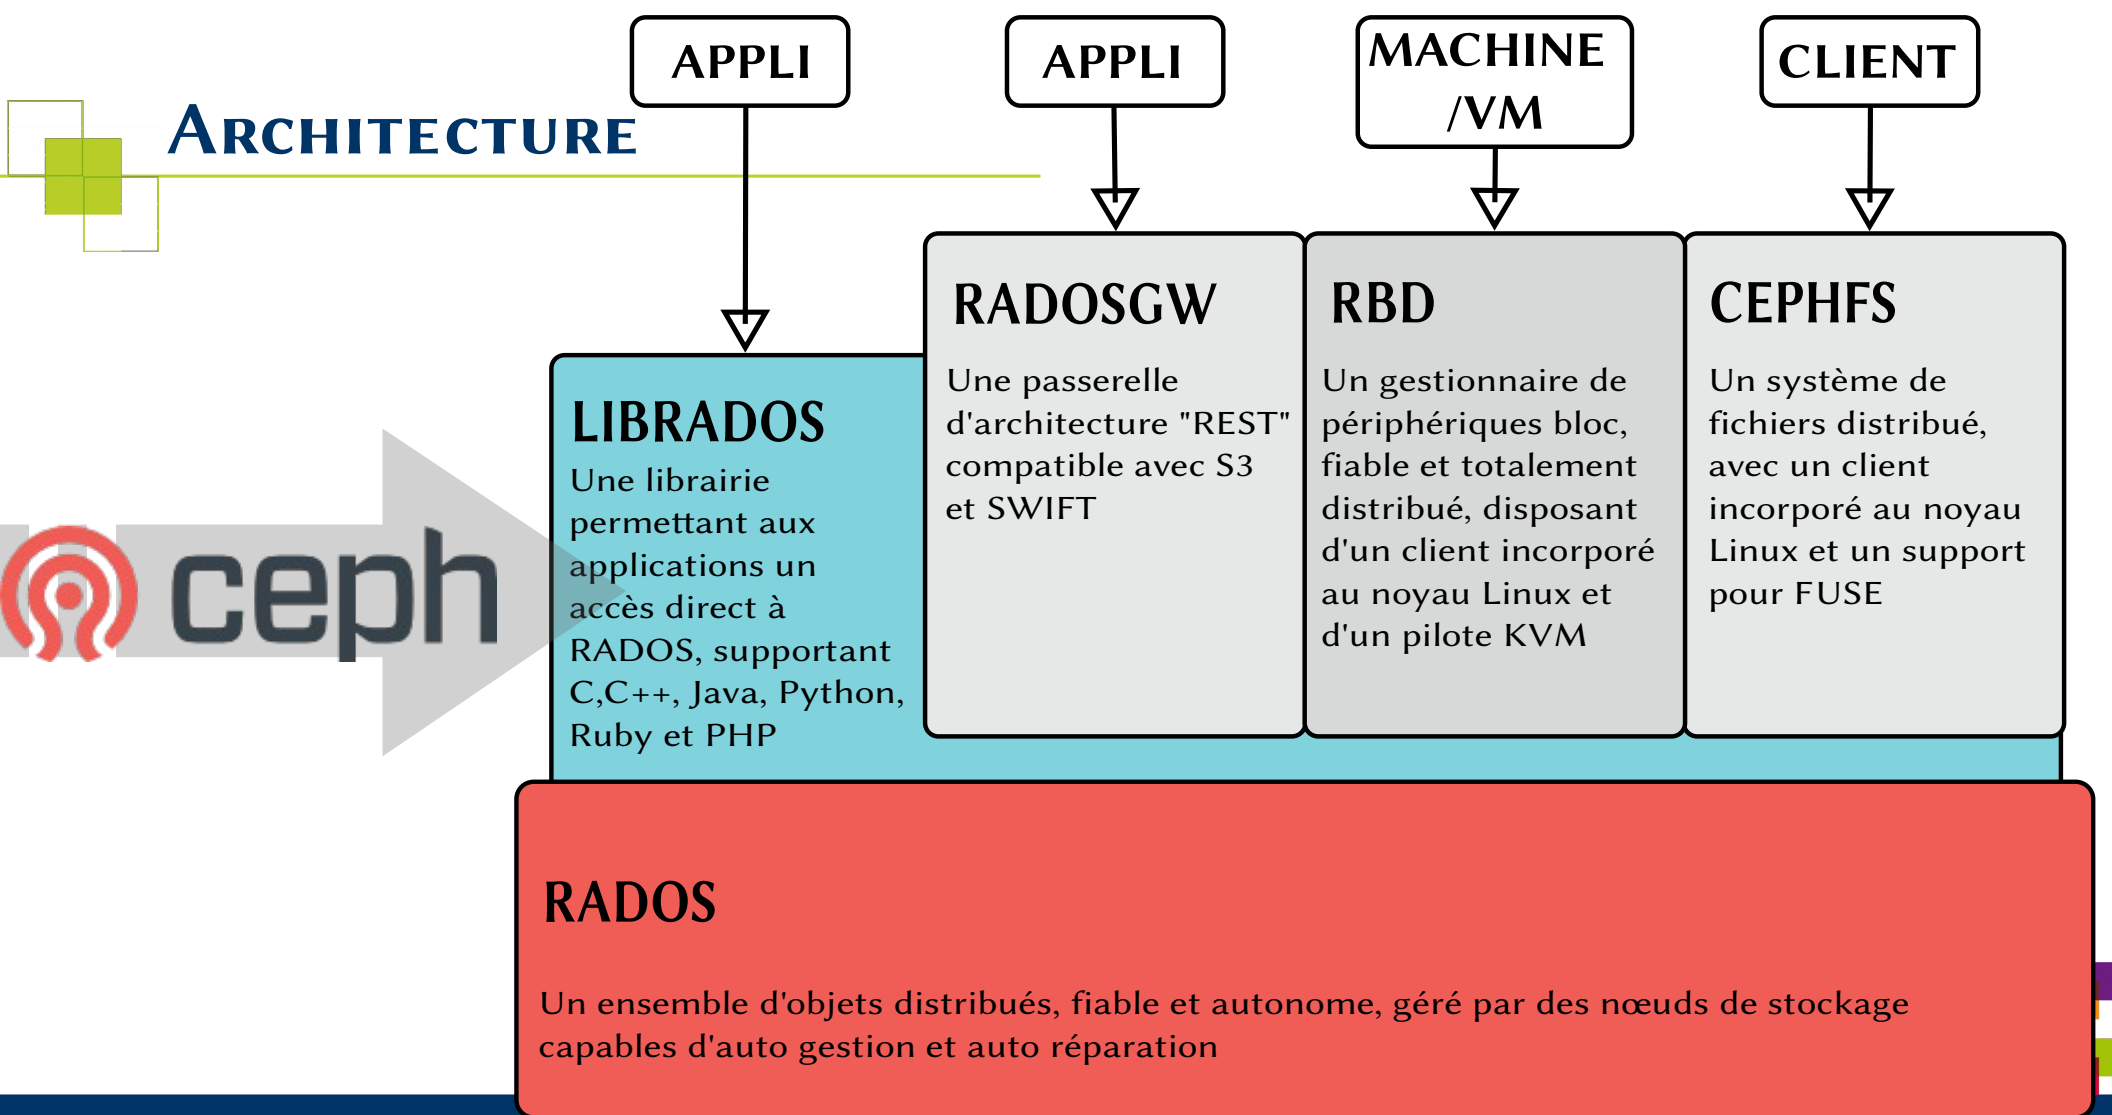 APPLI
APPLI
MACHINE
/VM
CLIENT
ARCHITECTURE
ceph
LIBRADOS
Une librairie
permettant aux
applications un
accès direct à
RADOS, supportant
C,C++, Java, Python,
Ruby et PHP
RADOSGW
Une passerelle
d'architecture "REST"
compatible avec S3
et SWIFT
RBD
Un gestionnaire de
périphériques bloc,
fiable et totalement
distribué, disposant
d'un client incorporé
au noyau Linux et
d'un pilote KVM
CEPHFS
Un système de
fichiers distribué,
avec un client
incorporé au noyau
Linux et un support
pour FUSE
RADOS
Un ensemble d'objets distribués, fiable et autonome, géré par des nœuds de stockage
capables d'auto gestion et auto réparation